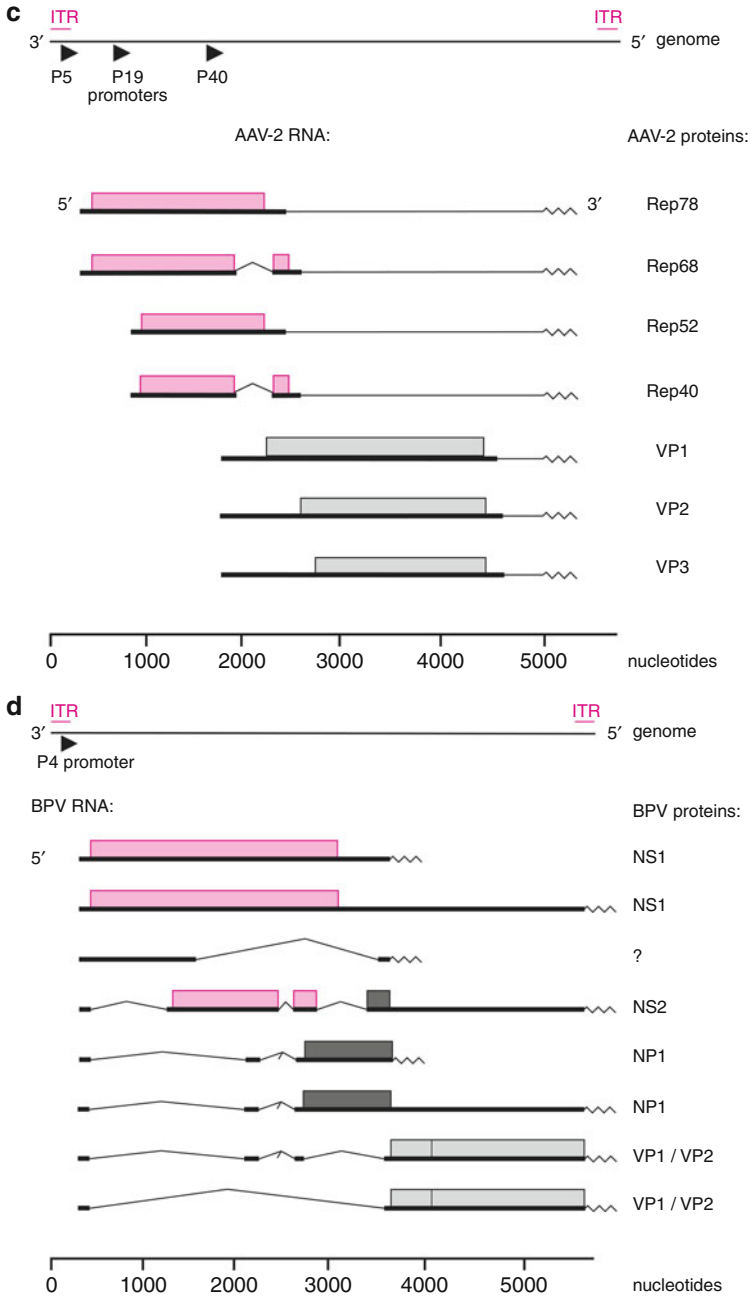 c
ITR ITR
3′ 5′ genome
P5 P19 P40
promoters
AAV-2 RNA: AAV-2 proteins:
5′ 3′ Rep78
Rep68
Rep52
Rep40
VP1
VP2
VP3
0 1000 2000 3000 4000 5000 nucleotides
d
ITR ITR
3′ 5′ genome
P4 promoter
BPV RNA: BPV proteins:
5′ NS1
NS1
?
NS2
NP1
NP1
VP1 / VP2
VP1 / VP2
0 1000 2000 3000 4000 5000 nucleotides